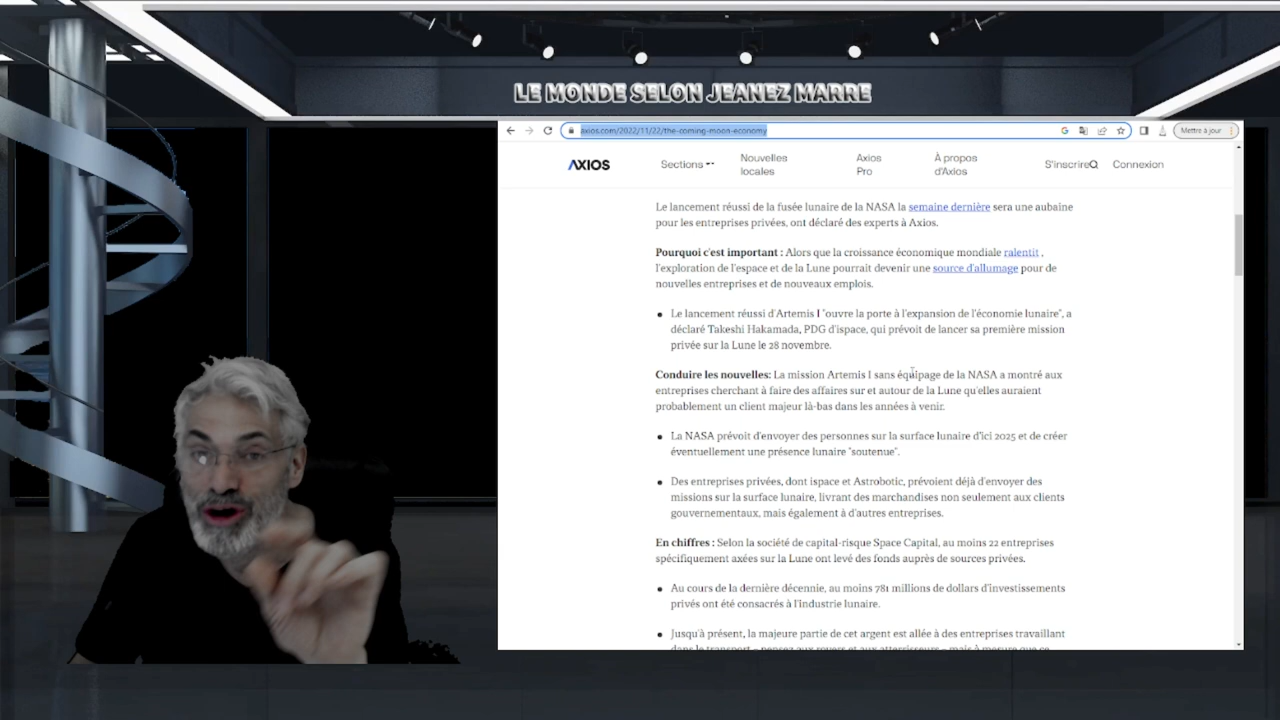 LE MONDE SELON JEANEZ MARRE
axios.com/2022/11/22/the-coming-moon-economy
Mettre à jour
AXIOS
Sections
Nouvelles
locales
Axios
Pro
À propos
d'Axios
S'inscrire
Connexion
Le lancement réussi de la fusée lunaire de la NASA la semaine dernière sera une aubaine
pour les entreprises privées, ont déclaré des experts à Axios.
Pourquoi c'est important : Alors que la croissance économique mondiale ralentit ,
l'exploration de l'espace et de la Lune pourrait devenir une source d'allumage pour de
nouvelles entreprises et de nouveaux emplois.
Le lancement réussi d'Artemis I "ouvre la porte à l'expansion de l'économie lunaire", a
déclaré Takeshi Hakamada, PDG d'ispace, qui prévoit de lancer sa première mission
privée sur la Lune le 28 novembre.
Conduire les nouvelles: La mission Artemis I sans équipage de la NASA a montré aux
entreprises cherchant à faire des affaires sur et autour de la Lune qu'elles auraient
probablement un client majeur là-bas dans les années à venir.
La NASA prévoit d'envoyer des personnes sur la surface lunaire d'ici 2025 et de créer
éventuellement une présence lunaire "soutenue".
Des entreprises privées, dont ispace et Astrobotic, prévoient déjà d'envoyer des
missions sur la surface lunaire, livrant des marchandises non seulement aux clients
gouvernementaux, mais également à d'autres entreprises.
En chiffres : Selon la société de capital-risque Space Capital, au moins 22 entreprises
spécifiquement axées sur la Lune ont levé des fonds auprès de sources privées.
Au cours de la dernière décennie, au moins 781 millions de dollars d'investissements
privés ont été consacrés à l'industrie lunaire.
Jusqu'à présent, la majeure partie de cet argent est allée à des entreprises travaillant
dans le transport – pensez aux rovers et aux atterrisseurs – mais à mesure que ce